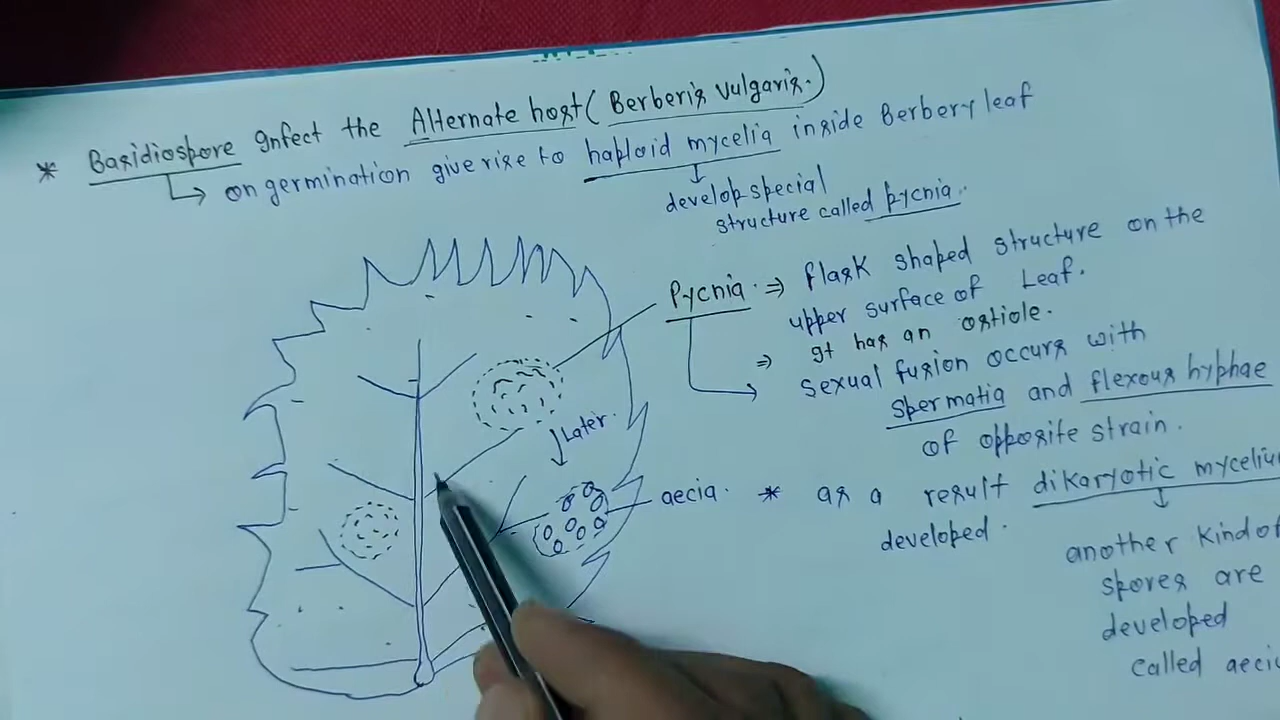 * Basidiospore Infect the Alternate host (Berberis vulgaris.)
↳ on germination give rise to haploid mycelia inside Berbery leaf
↓
develop special
structure called pycnia.
Pycnia ⇒ flask shaped structure on the
upper surface of Leaf.
⇒ It has an ostiole.
Sexual fusion occurs with
spermatia and flexous hyphae
of opposite strain.
↓ Later.
aecia. * as a result dikaryotic myceliu
developed.
↓
another kind of
spores are
developed
called aeci